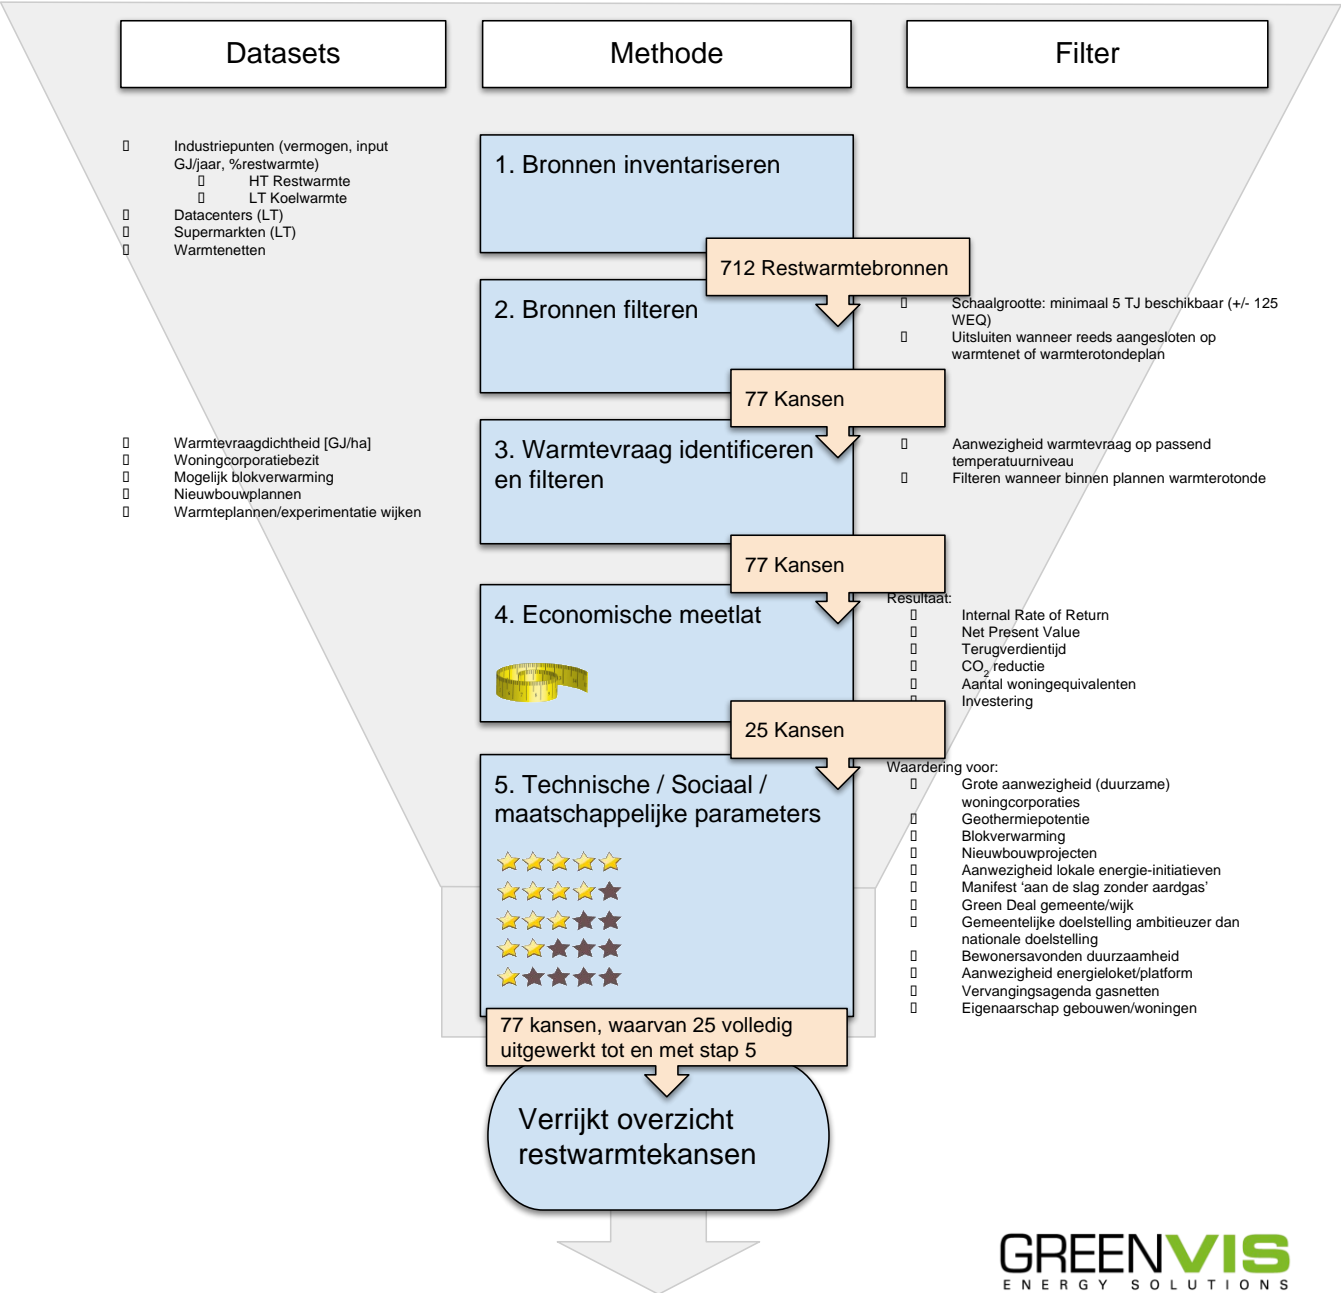 Datasets
Methode
Filter
Industriepunten (vermogen, input
GJ/jaar, %restwarmte)
HT Restwarmte
LT Koelwarmte
Datacenters (LT)
Supermarkten (LT)
Warmtenetten
1. Bronnen inventariseren
712 Restwarmtebronnen
2. Bronnen filteren
Schaalgrootte: minimaal 5 TJ beschikbaar (+/- 125
WEQ)
Uitsluiten wanneer reeds aangesloten op
warmtenet of warmterotondeplan
77 Kansen
Warmtevraagdichtheid [GJ/ha]
Woningcorporatiebezit
Mogelijk blokverwarming
Nieuwbouwplannen
Warmteplannen/experimentatie wijken
3. Warmtevraag identificeren
en filteren
Aanwezigheid warmtevraag op passend
temperatuurniveau
Filteren wanneer binnen plannen warmterotonde
77 Kansen
4. Economische meetlat
Resultaat:
Internal Rate of Return
Net Present Value
Terugverdientijd
CO2 reductie
Aantal woningequivalenten
Investering
25 Kansen
5. Technische / Sociaal /
maatschappelijke parameters
Waardering voor:
Grote aanwezigheid (duurzame)
woningcorporaties
Geothermiepotentie
Blokverwarming
Nieuwbouwprojecten
Aanwezigheid lokale energie-initiatieven
Manifest ‘aan de slag zonder aardgas’
Green Deal gemeente/wijk
Gemeentelijke doelstelling ambitieuzer dan
nationale doelstelling
Bewonersavonden duurzaamheid
Aanwezigheid energieloket/platform
Vervangingsagenda gasnetten
Eigenaarschap gebouwen/woningen
77 kansen, waarvan 25 volledig
uitgewerkt tot en met stap 5
Verrijkt overzicht
restwarmtekansen
GREENVIS
ENERGY SOLUTIONS